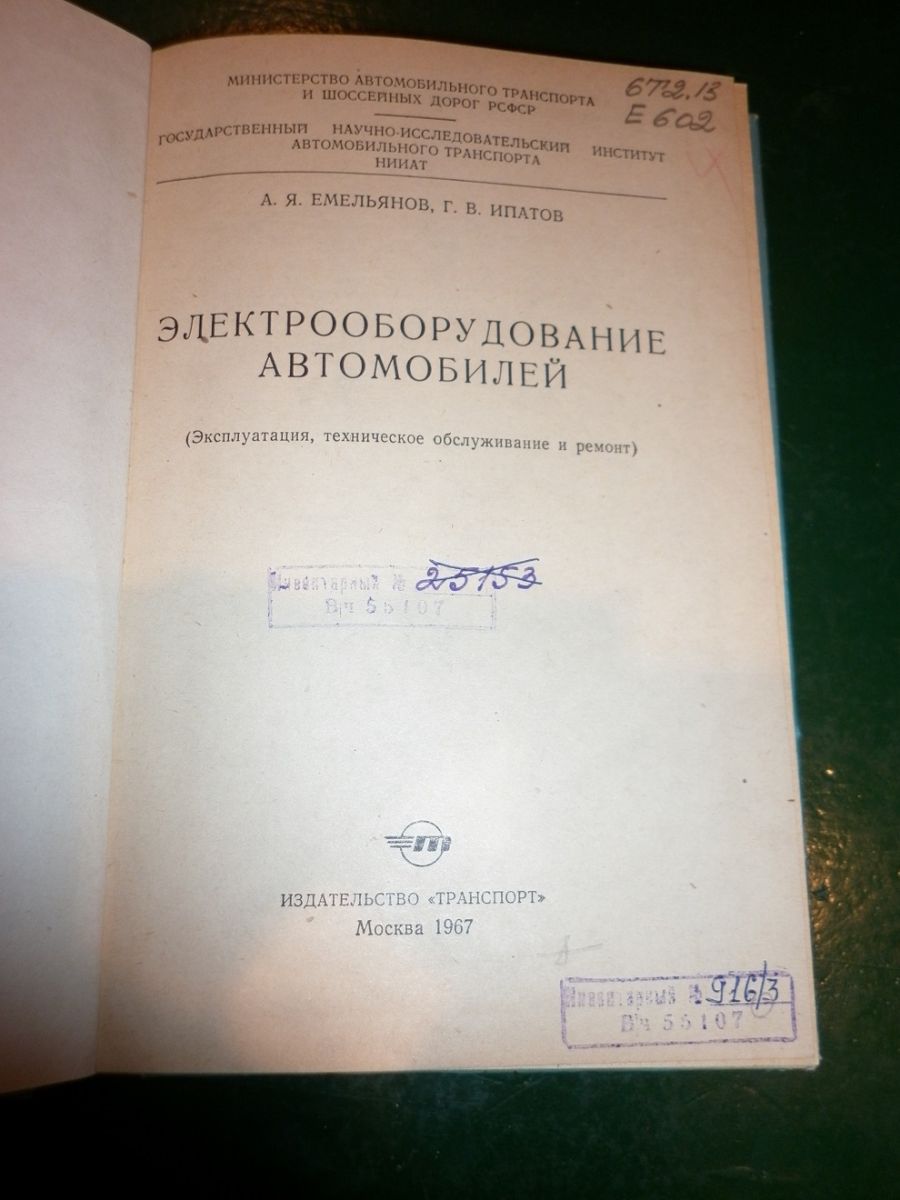 МИНИСТЕРСТВО АВТОМОБИЛЬНОГО ТРАНСПОРТА
И ШОССЕЙНЫХ ДОРОГ РСФСР
6Т2.13
Е 602
ГОСУДАРСТВЕННЫЙ НАУЧНО-ИССЛЕДОВАТЕЛЬСКИЙ ИНСТИТУТ
АВТОМОБИЛЬНОГО ТРАНСПОРТА
НИИАТ
А. Я. ЕМЕЛЬЯНОВ, Г. В. ИПАТОВ
ЭЛЕКТРООБОРУДОВАНИЕ
АВТОМОБИЛЕЙ
(Эксплуатация, техническое обслуживание и ремонт)
Инвентарный № 25153
В/ч 55107
ИЗДАТЕЛЬСТВО «ТРАНСПОРТ»
Москва 1967
Инвентарный № 916/3
В/ч 55107